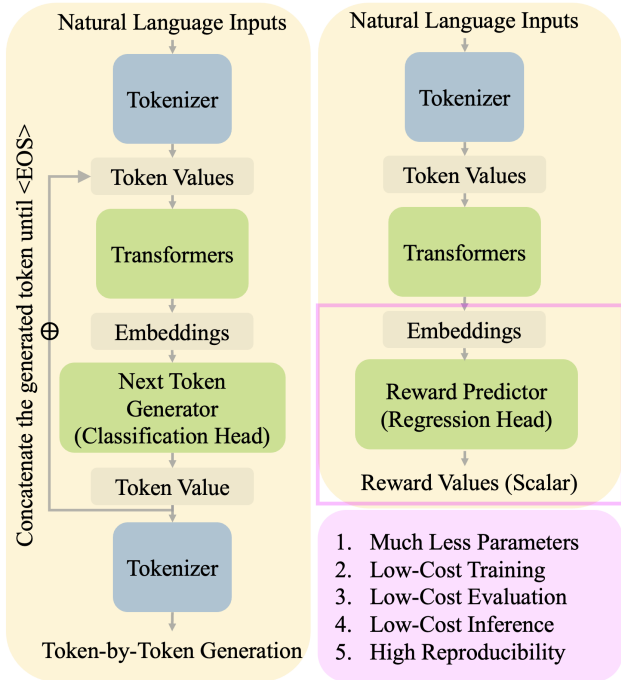 Natural Language Inputs
Tokenizer
Token Values
Transformers
Embeddings
Next Token
Generator
(Classification Head)
Token Value
Tokenizer
Token-by-Token Generation
Concatenate the generated token until <EOS>
Natural Language Inputs
Tokenizer
Token Values
Transformers
Embeddings
Reward Predictor
(Regression Head)
Reward Values (Scalar)
1. Much Less Parameters
2. Low-Cost Training
3. Low-Cost Evaluation
4. Low-Cost Inference
5. High Reproducibility